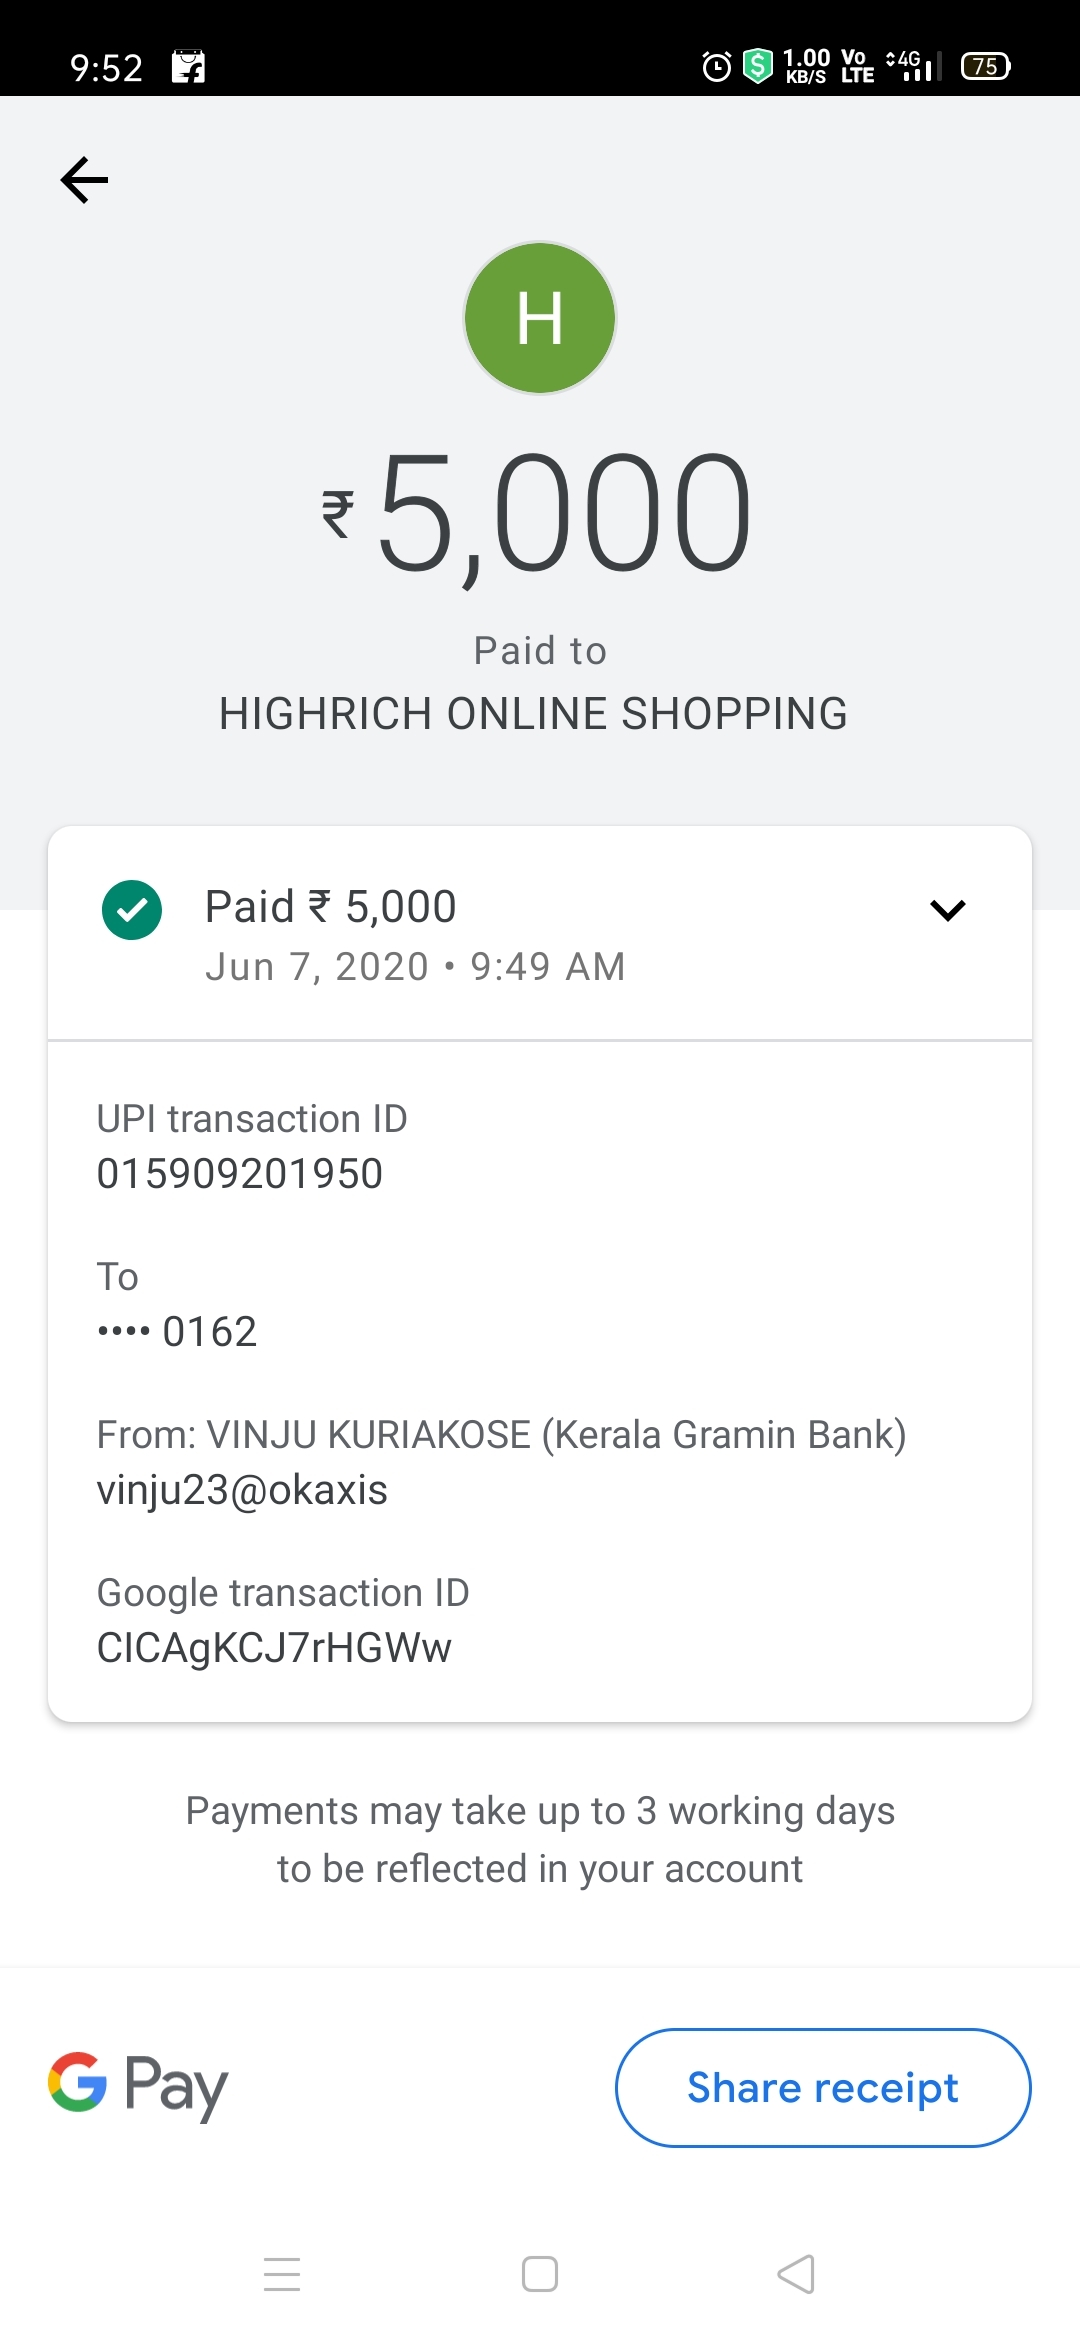 9:52
1.00 KB/S
Vo LTE
4G
75
H
₹5,000
Paid to
HIGHRICH ONLINE SHOPPING
Paid ₹ 5,000
Jun 7, 2020 • 9:49 AM
UPI transaction ID
015909201950
To
•••• 0162
From: VINJU KURIAKOSE (Kerala Gramin Bank)
vinju23@okaxis
Google transaction ID
CICAgKCJ7rHGWw
Payments may take up to 3 working days
to be reflected in your account
G Pay
Share receipt